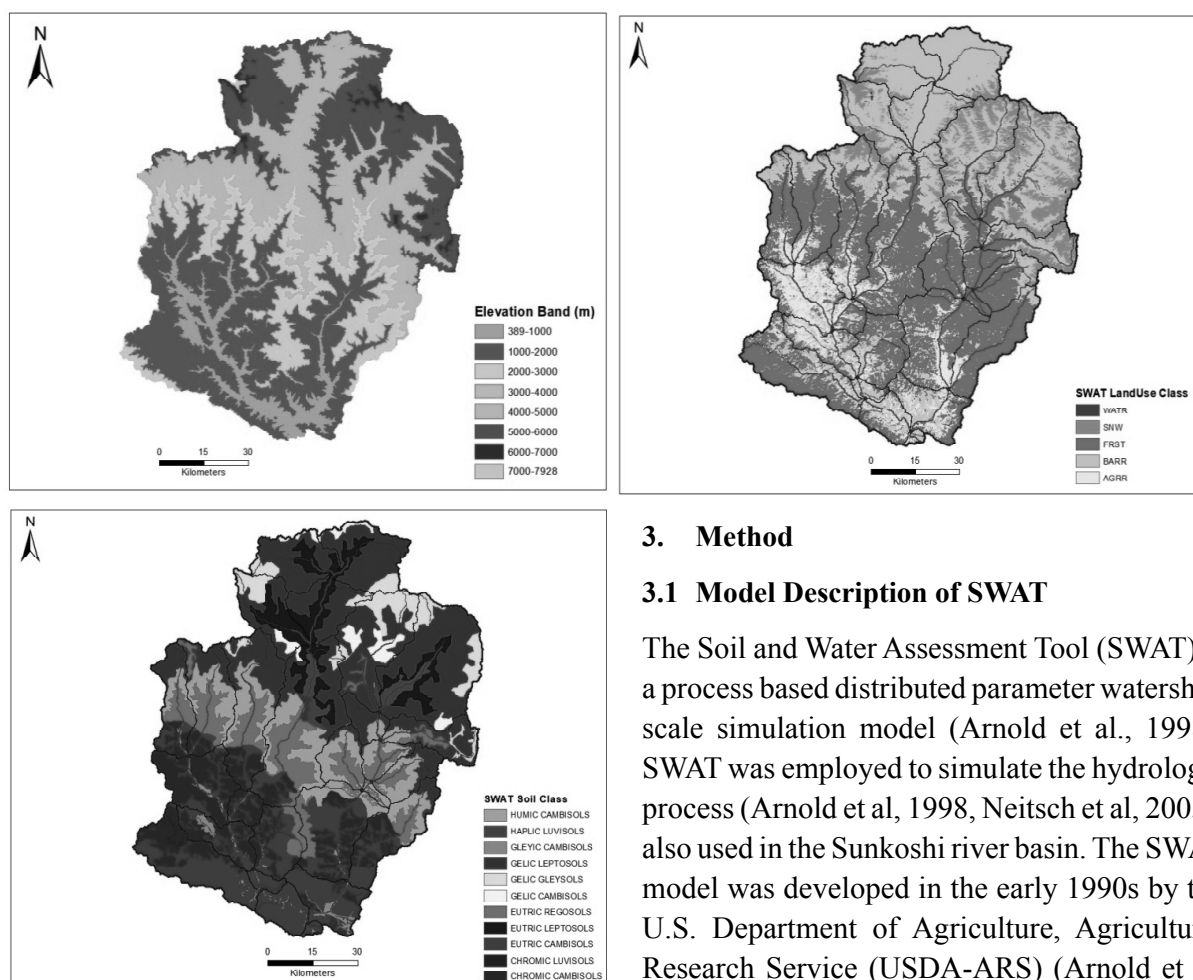 N
Elevation Band (m)
389-1000
1000-2000
2000-3000
3000-4000
4000-5000
5000-6000
6000-7000
7000-7928
0 15 30
Kilometers
N
SWAT LandUse Class
WATR
SNW
FRST
BARR
AGRR
0 15 30
Kilometers
N
SWAT Soil Class
HUMIC CAMBISOLS
HAPLIC LUVISOLS
GLEYIC CAMBISOLS
GELIC LEPTOSOLS
GELIC GLEYSOLS
GELIC CAMBISOLS
EUTRIC REGOSOLS
EUTRIC LEPTOSOLS
EUTRIC CAMBISOLS
CHROMIC LUVISOLS
CHROMIC CAMBISOLS
0 15 30
Kilometers
3. Method
3.1 Model Description of SWAT
The Soil and Water Assessment Tool (SWAT)
a process based distributed parameter watersh
scale simulation model (Arnold et al., 199
SWAT was employed to simulate the hydrolog
process (Arnold et al, 1998, Neitsch et al, 200
also used in the Sunkoshi river basin. The SWA
model was developed in the early 1990s by t
U.S. Department of Agriculture, Agricultur
Research Service (USDA-ARS) (Arnold et